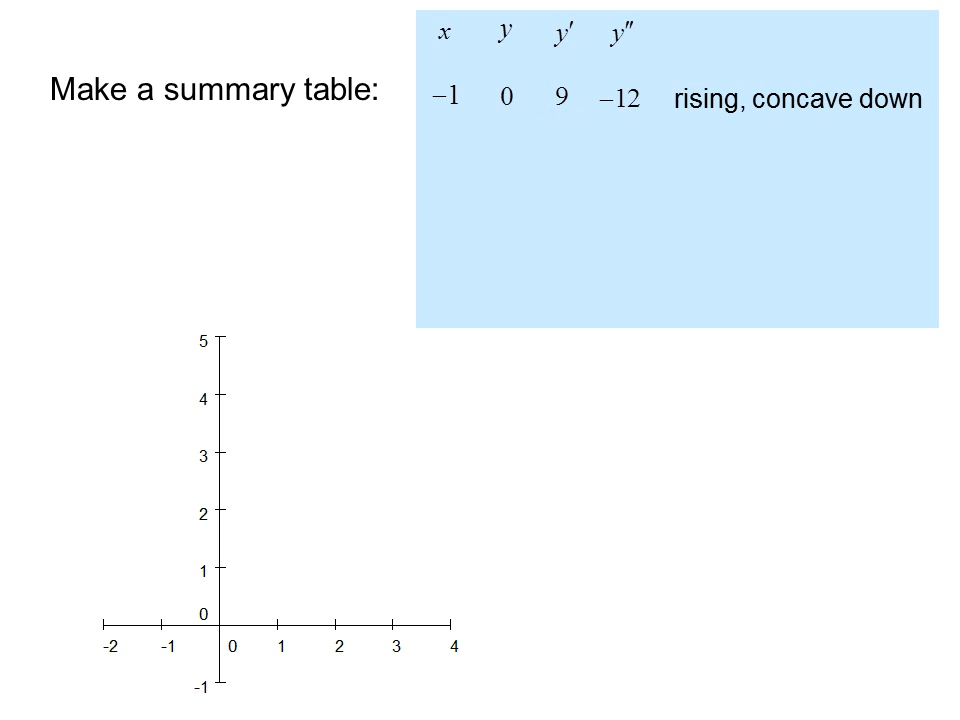 x y y′ y″
Make a summary table:
−1 0 9 −12 rising, concave down
5
4
3
2
1
0
-2 -1 0 1 2 3 4
-1